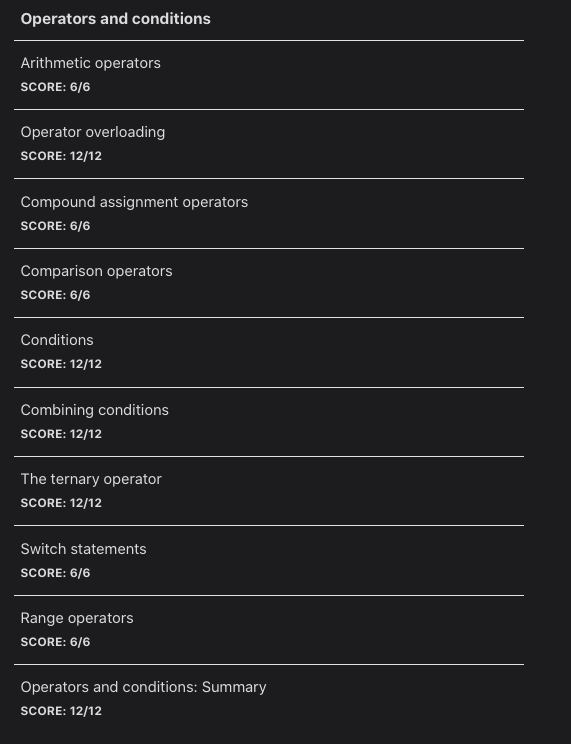 Operators and conditions
Arithmetic operators
SCORE: 6/6
Operator overloading
SCORE: 12/12
Compound assignment operators
SCORE: 6/6
Comparison operators
SCORE: 6/6
Conditions
SCORE: 12/12
Combining conditions
SCORE: 12/12
The ternary operator
SCORE: 12/12
Switch statements
SCORE: 6/6
Range operators
SCORE: 6/6
Operators and conditions: Summary
SCORE: 12/12